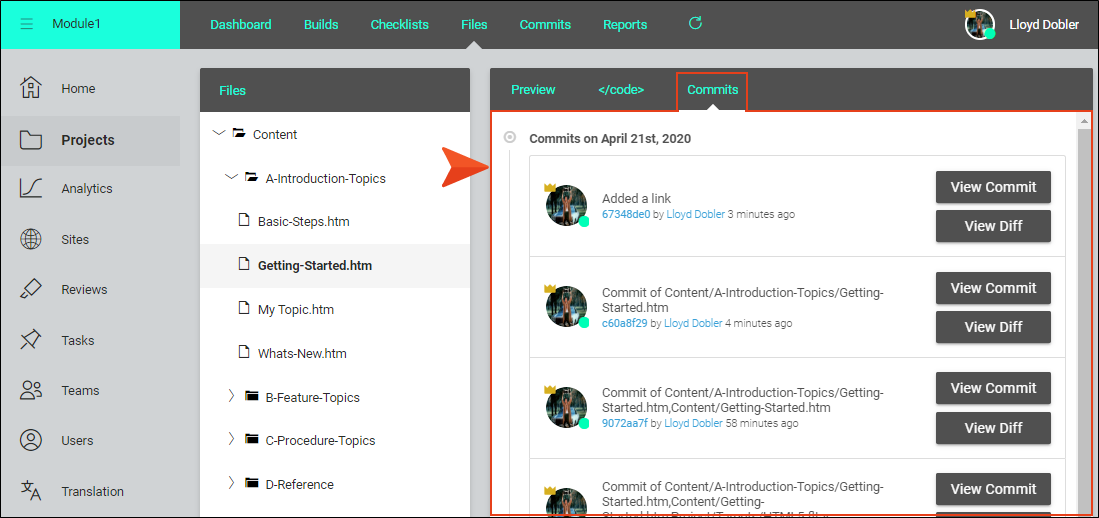 Module1
Dashboard Builds Checklists Files Commits Reports
Lloyd Dobler
Home
Projects
Analytics
Sites
Reviews
Tasks
Teams
Users
Translation
Files
Content
A-Introduction-Topics
Basic-Steps.htm
Getting-Started.htm
My Topic.htm
Whats-New.htm
B-Feature-Topics
C-Procedure-Topics
D-Reference
Preview </code> Commits
Commits on April 21st, 2020
Added a link
67348de0 by Lloyd Dobler 3 minutes ago
View Commit
View Diff
Commit of Content/A-Introduction-Topics/Getting-
Started.htm
c60a8f29 by Lloyd Dobler 4 minutes ago
View Commit
View Diff
Commit of Content/A-Introduction-Topics/Getting-
Started.htm,Content/Getting-Started.htm
9072aa7f by Lloyd Dobler 58 minutes ago
View Commit
View Diff
Commit of Content/A-Introduction-Topics/Getting-
Started.htm,Content/Getting-
View Commit